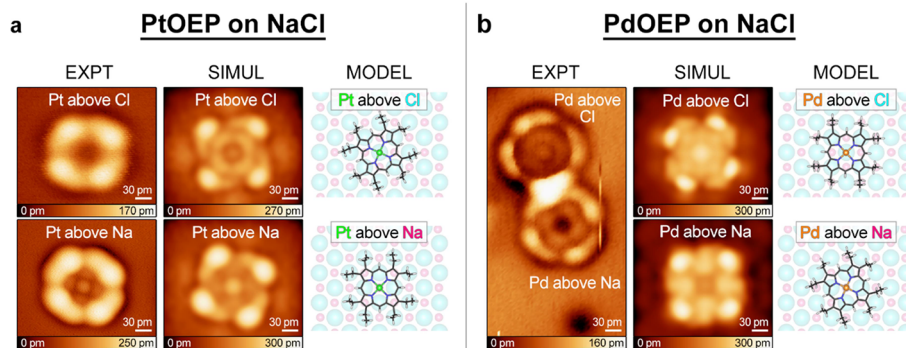 a
PtOEP on NaCl
EXPT
SIMUL
MODEL
Pt above Cl
30 pm
0 pm
170 pm
Pt above Cl
30 pm
0 pm
270 pm
Pt above Cl
Pt above Na
30 pm
0 pm
250 pm
Pt above Na
30 pm
0 pm
300 pm
Pt above Na
b
PdOEP on NaCl
EXPT
SIMUL
MODEL
Pd above
Cl
Pd above Na
30 pm
0 pm
160 pm
Pd above Cl
30 pm
0 pm
300 pm
Pd above Cl
Pd above Na
30 pm
0 pm
300 pm
Pd above Na